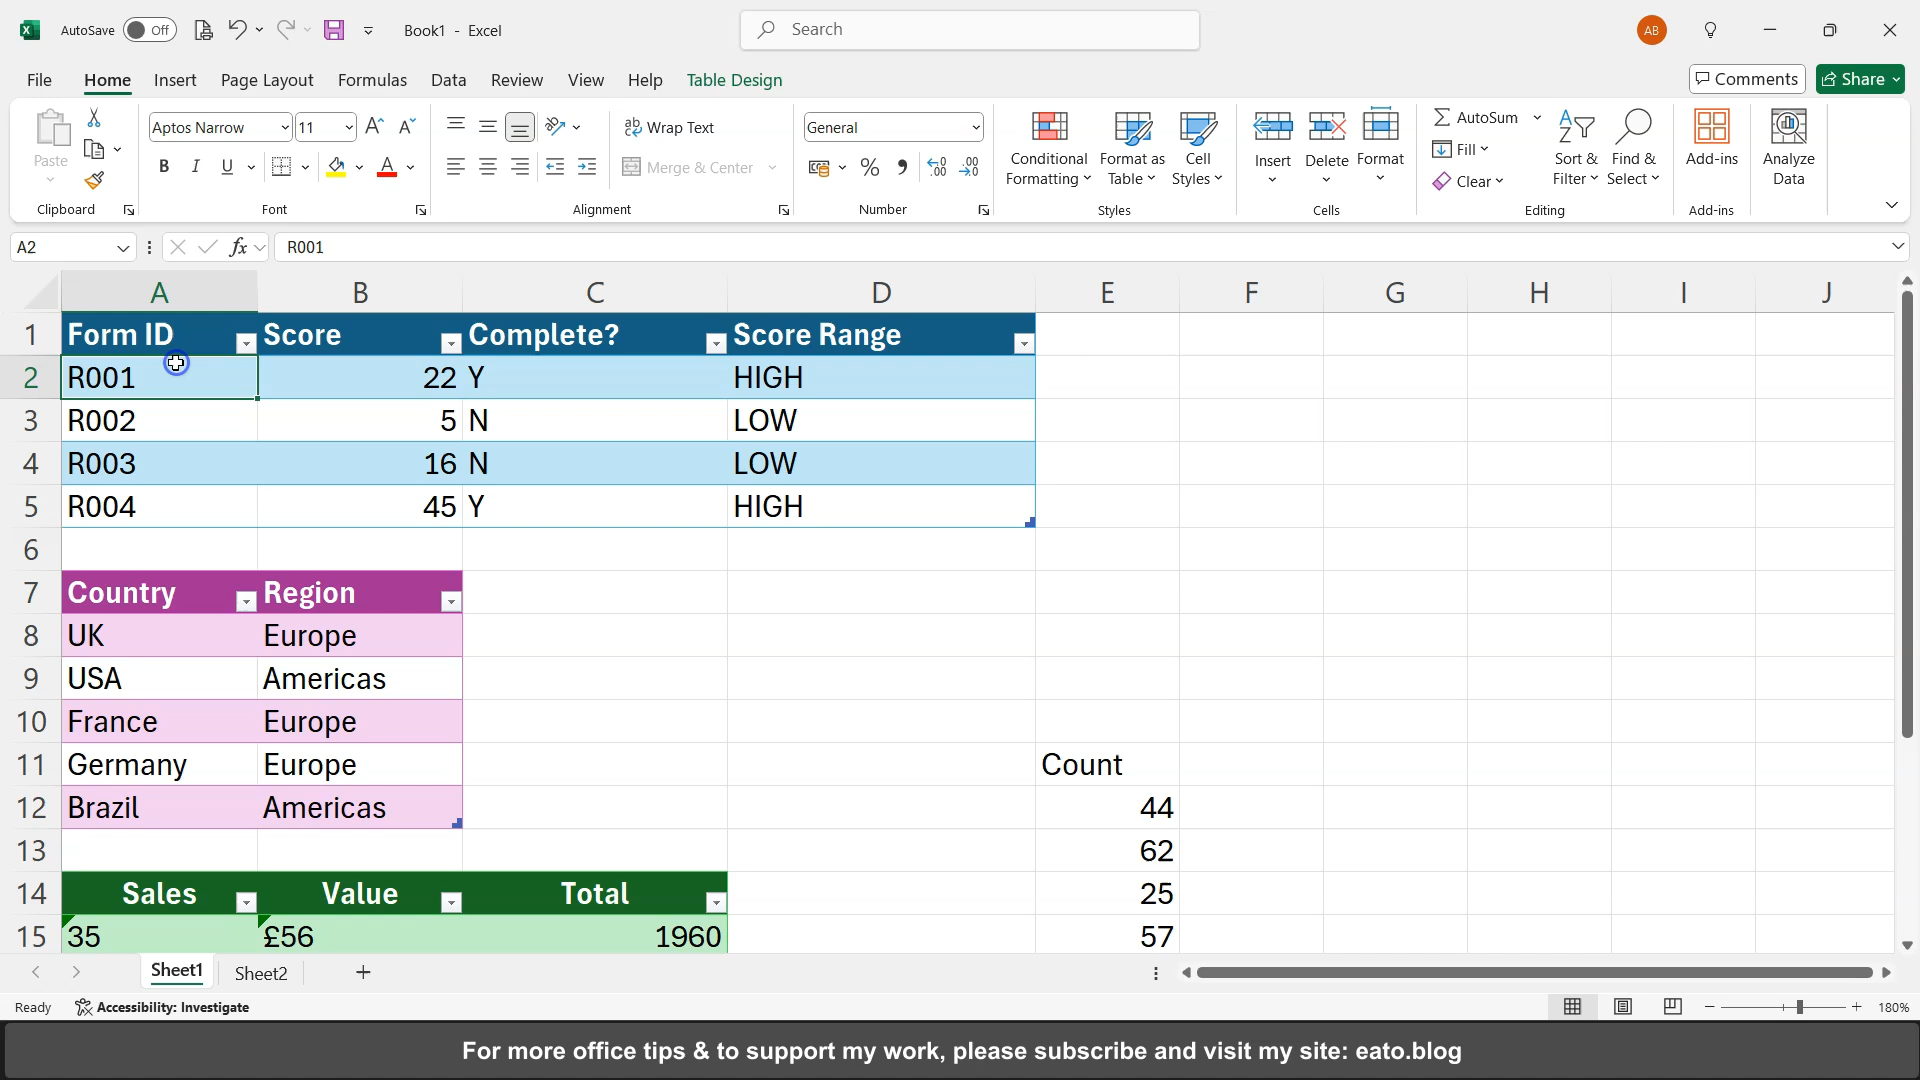 AutoSave Off Book1 - Excel Search AB
File Home Insert Page Layout Formulas Data Review View Help Table Design Comments Share
Paste Aptos Narrow 11 Wrap Text General Conditional Formatting Format as Table Cell Styles Insert Delete Format AutoSum Sort & Filter Find & Select Add-ins Analyze Data
B I U A Merge & Center % Fill
Clear
Clipboard Font Alignment Number Styles Cells Editing Add-ins
A2 fx R001
A B C D E F G H I J
1 Form ID Score Complete? Score Range
2 R001 22 Y HIGH
3 R002 5 N LOW
4 R003 16 N LOW
5 R004 45 Y HIGH
6
7 Country Region
8 UK Europe
9 USA Americas
10 France Europe
11 Germany Europe Count
12 Brazil Americas 44
13 62
14 Sales Value Total 25
15 35 £56 1960 57
Sheet1 Sheet2
Ready Accessibility: Investigate 180%
For more office tips & to support my work, please subscribe and visit my site: eato.blog